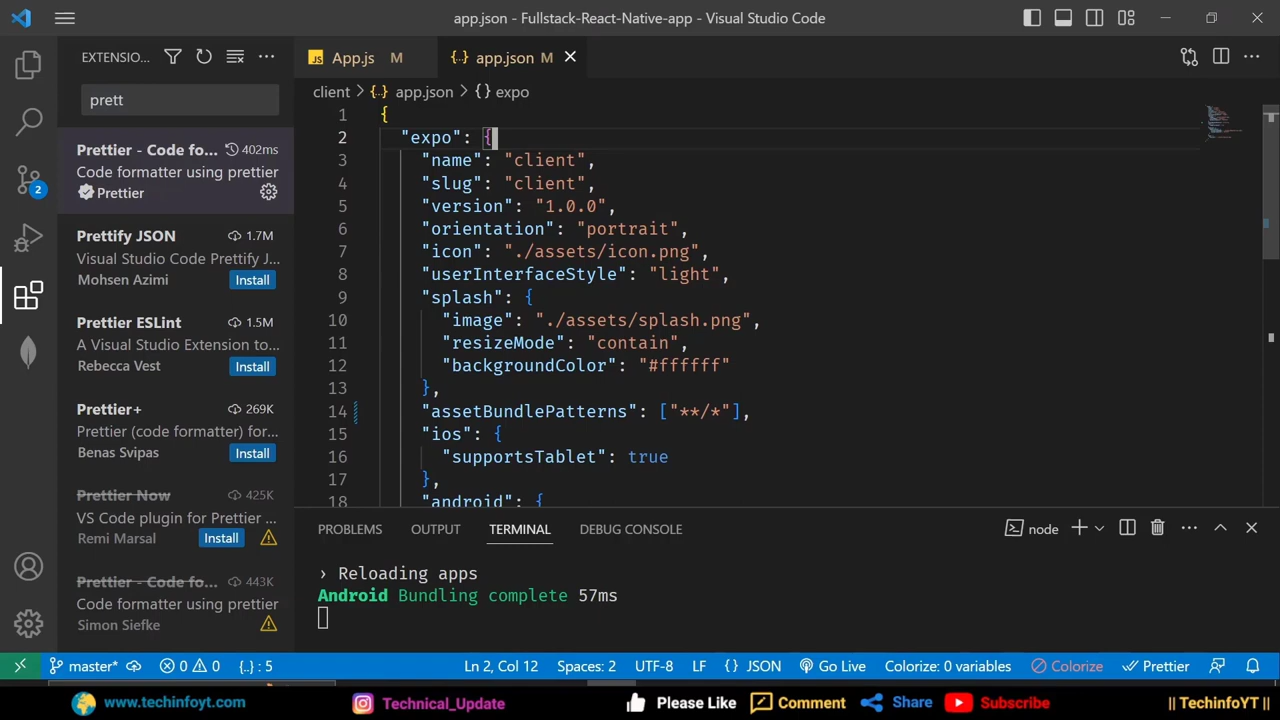 app.json - Fullstack-React-Native-app - Visual Studio Code
EXTENSIO...
prett
Prettier - Code fo... 402ms
Code formatter using prettier
Prettier
Prettify JSON 1.7M
Visual Studio Code Prettify J...
Mohsen Azimi Install
Prettier ESLint 1.5M
A Visual Studio Extension to...
Rebecca Vest Install
Prettier+ 269K
Prettier (code formatter) for...
Benas Svipas Install
Prettier Now 425K
VS Code plugin for Prettier ...
Remi Marsal Install
Prettier - Code fo... 443K
Code formatter using prettier
Simon Siefke
2
JS App.js M
{..} app.json M
client > {..} app.json > {} expo
1 {
2 "expo": {
3 "name": "client",
4 "slug": "client",
5 "version": "1.0.0",
6 "orientation": "portrait",
7 "icon": "./assets/icon.png",
8 "userInterfaceStyle": "light",
9 "splash": {
10 "image": "./assets/splash.png",
11 "resizeMode": "contain",
12 "backgroundColor": "#ffffff"
13 },
14 "assetBundlePatterns": ["**/*"],
15 "ios": {
16 "supportsTablet": true
17 },
18 "android": {
PROBLEMS OUTPUT TERMINAL DEBUG CONSOLE node
› Reloading apps
Android Bundling complete 57ms
master* 0 0 {..} : 5 Ln 2, Col 12 Spaces: 2 UTF-8 LF {} JSON Go Live Colorize: 0 variables Colorize Prettier
www.techinfoyt.com Technical_Update Please Like Comment Share Subscribe || TechinfoYT ||